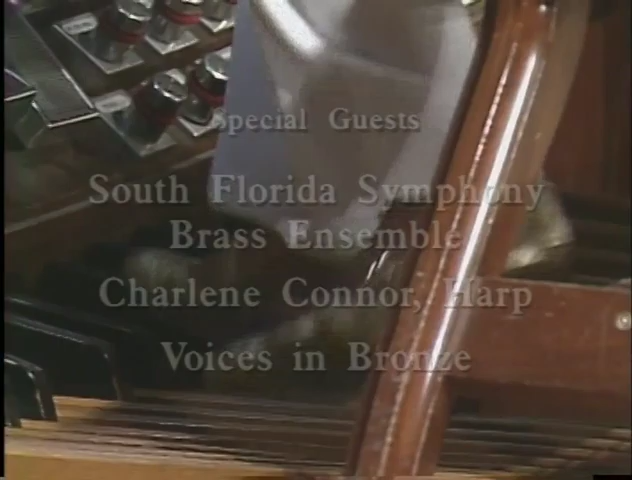 Special Guests
South Florida Symphony
Brass Ensemble
Charlene Connor, Harp
Voices in Bronze